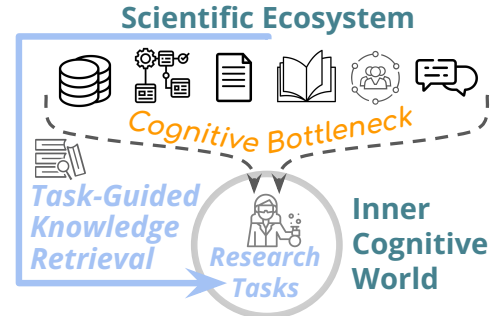 Scientific Ecosystem
Cognitive Bottleneck
Task-Guided
Knowledge
Retrieval
Research
Tasks
Inner
Cognitive
World